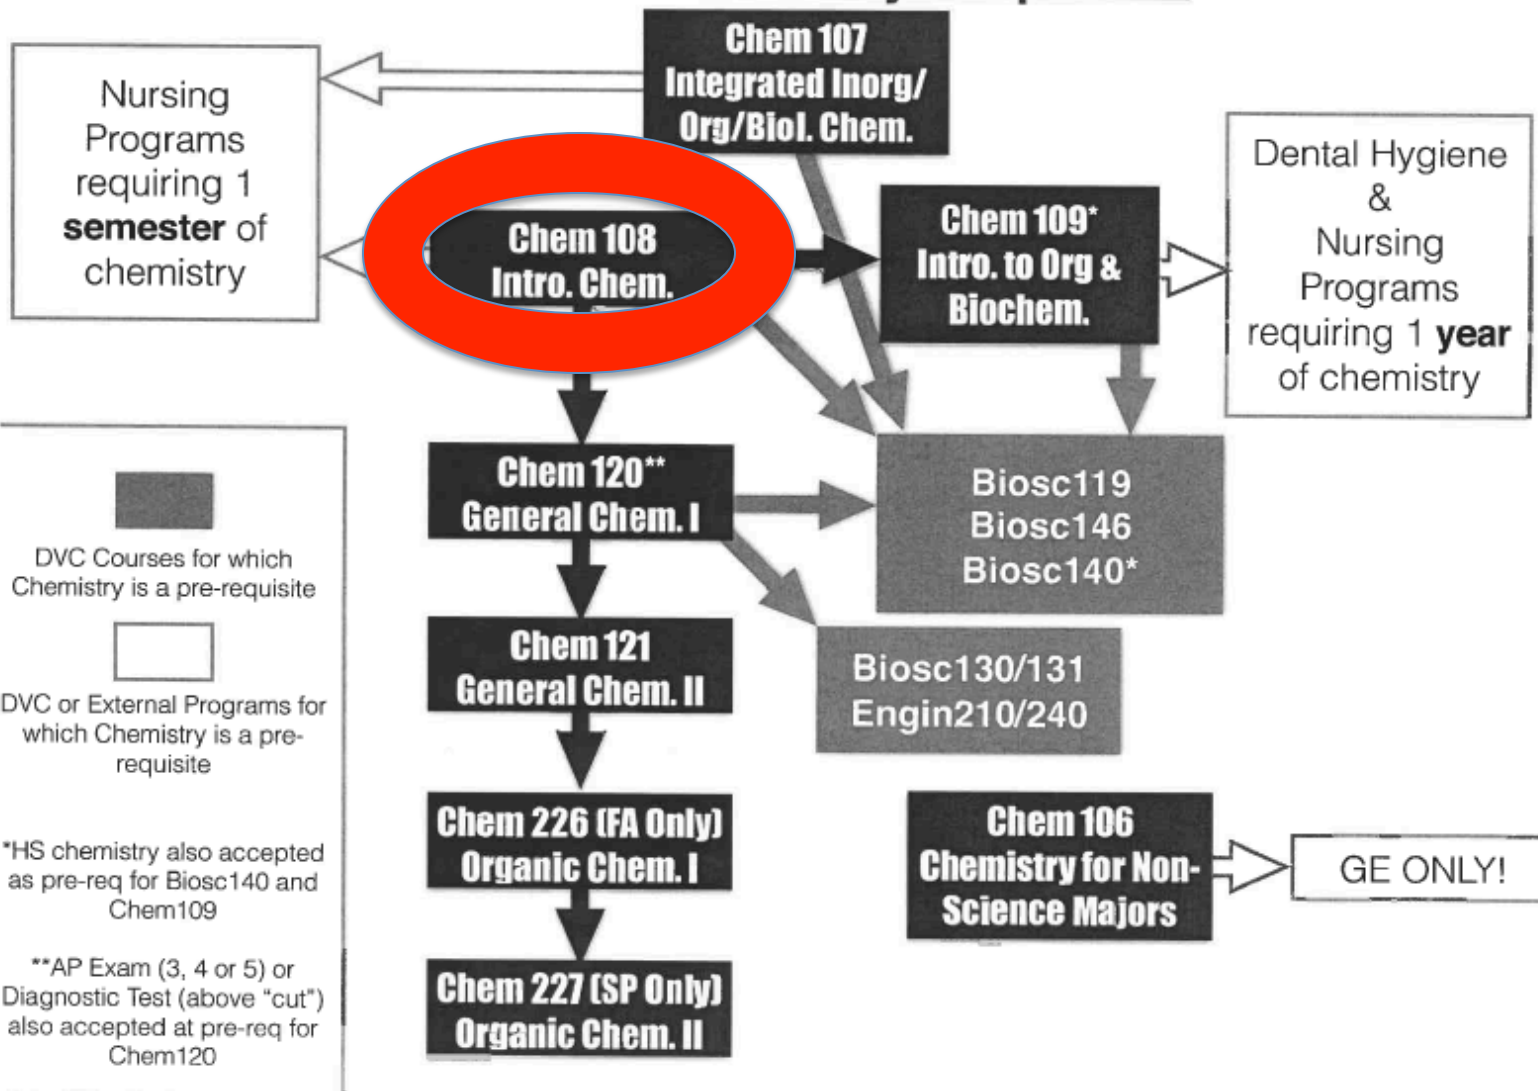 Chem 107
Integrated Inorg/
Org/Biol. Chem.
Nursing
Programs
requiring 1
semester of
chemistry
Chem 108
Intro. Chem.
Chem 109*
Intro. to Org &
Biochem.
Dental Hygiene
&
Nursing
Programs
requiring 1 year
of chemistry
Chem 120**
General Chem. I
Biosc119
Biosc146
Biosc140*
Chem 121
General Chem. II
Biosc130/131
Engin210/240
Chem 226 (FA Only)
Organic Chem. I
Chem 106
Chemistry for Non-
Science Majors
GE ONLY!
Chem 227 (SP Only)
Organic Chem. II
DVC Courses for which
Chemistry is a pre-requisite
DVC or External Programs for
which Chemistry is a pre-
requisite
*HS chemistry also accepted
as pre-req for Biosc140 and
Chem109
**AP Exam (3, 4 or 5) or
Diagnostic Test (above "cut")
also accepted at pre-req for
Chem120